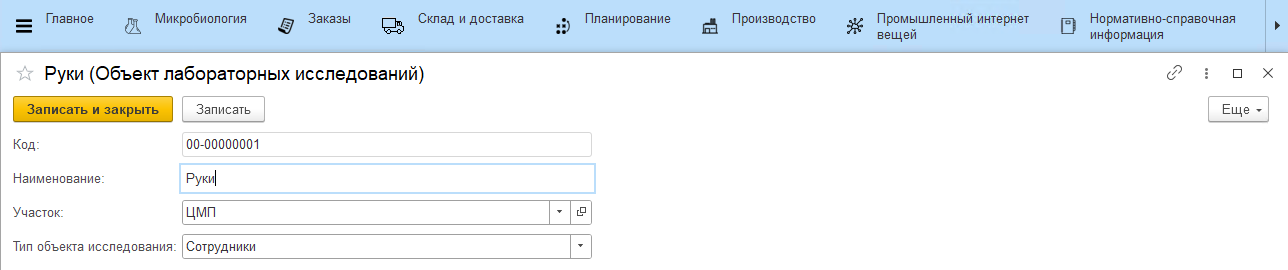 Главное
Микробиология
Заказы
Склад и доставка
Планирование
Производство
Промышленный интернет
вещей
Нормативно-справочная
информация
Руки (Объект лабораторных исследований)
Записать и закрыть
Записать
Еще
Код:
00-00000001
Наименование:
Руки
Участок:
ЦМП
Тип объекта исследования:
Сотрудники